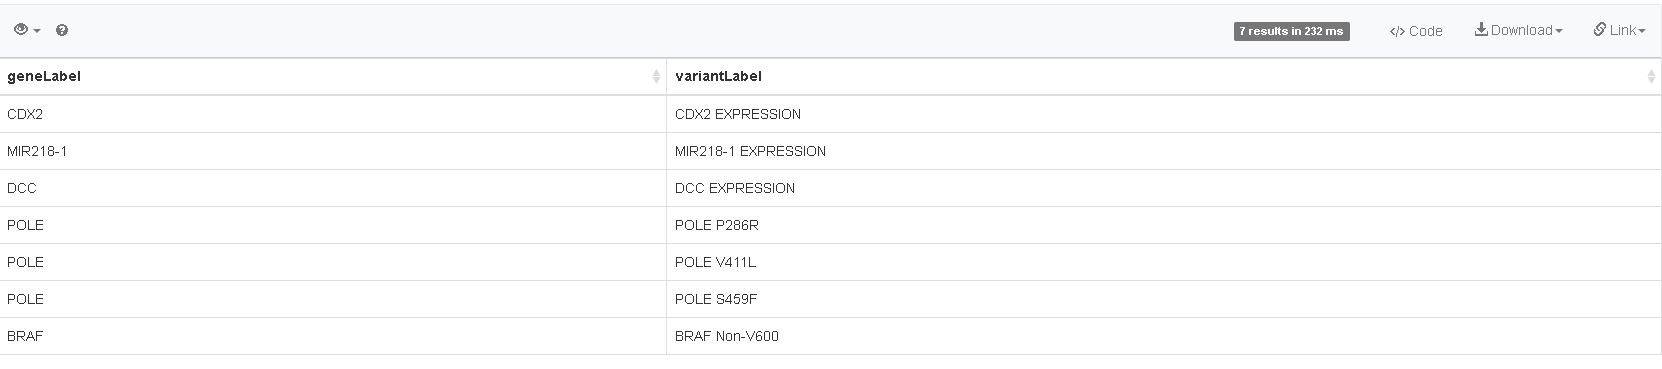 7 results in 232 ms </> Code Download Link
geneLabel variantLabel
CDX2 CDX2 EXPRESSION
MIR218-1 MIR218-1 EXPRESSION
DCC DCC EXPRESSION
POLE POLE P286R
POLE POLE V411L
POLE POLE S459F
BRAF BRAF Non-V600